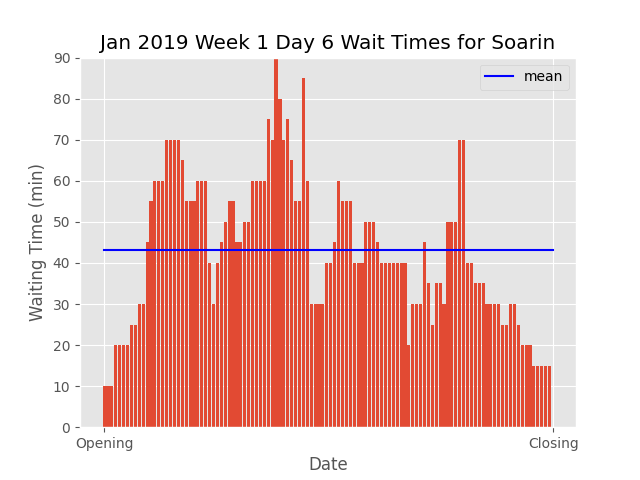 Jan 2019 Week 1 Day 6 Wait Times for Soarin
mean
90
80
70
60
50
40
30
20
10
0
Waiting Time (min)
Opening
Closing
Date